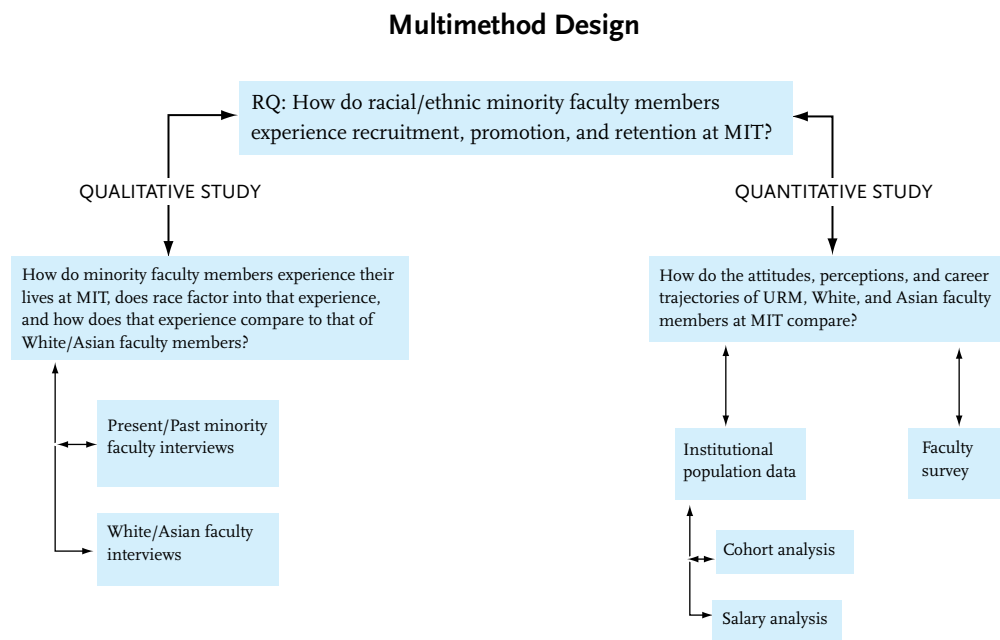 Multimethod Design
RQ: How do racial/ethnic minority faculty members
experience recruitment, promotion, and retention at MIT?
QUALITATIVE STUDY
QUANTITATIVE STUDY
How do minority faculty members experience their
lives at MIT, does race factor into that experience,
and how does that experience compare to that of
White/Asian faculty members?
How do the attitudes, perceptions, and career
trajectories of URM, White, and Asian faculty
members at MIT compare?
Present/Past minority
faculty interviews
White/Asian faculty
interviews
Institutional
population data
Faculty
survey
Cohort analysis
Salary analysis